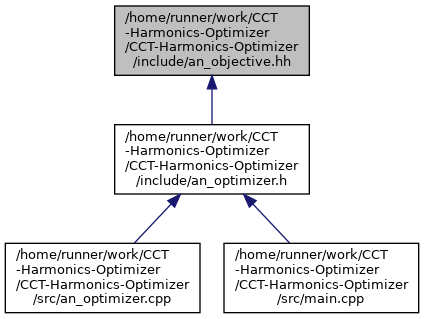 /home/runner/work/CCT
-Harmonics-Optimizer
/CCT-Harmonics-Optimizer
/include/an_objective.hh
/home/runner/work/CCT
-Harmonics-Optimizer
/CCT-Harmonics-Optimizer
/include/an_optimizer.h
/home/runner/work/CCT
-Harmonics-Optimizer
/CCT-Harmonics-Optimizer
/src/an_optimizer.cpp
/home/runner/work/CCT
-Harmonics-Optimizer
/CCT-Harmonics-Optimizer
/src/main.cpp